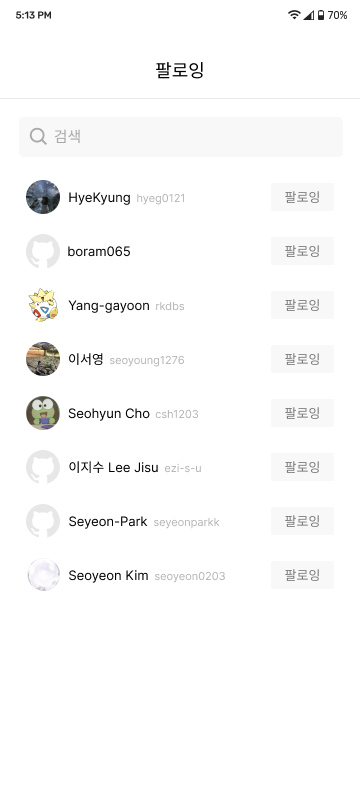 5:13 PM 70%
팔로잉
검색
HyeKyung hyeg0121 팔로잉
boram065 팔로잉
Yang-gayoon rkdbs 팔로잉
이서영 seoyoung1276 팔로잉
Seohyun Cho csh1203 팔로잉
이지수 Lee Jisu ezi-s-u 팔로잉
Seyeon-Park seyeonparkk 팔로잉
Seoyeon Kim seoyeon0203 팔로잉